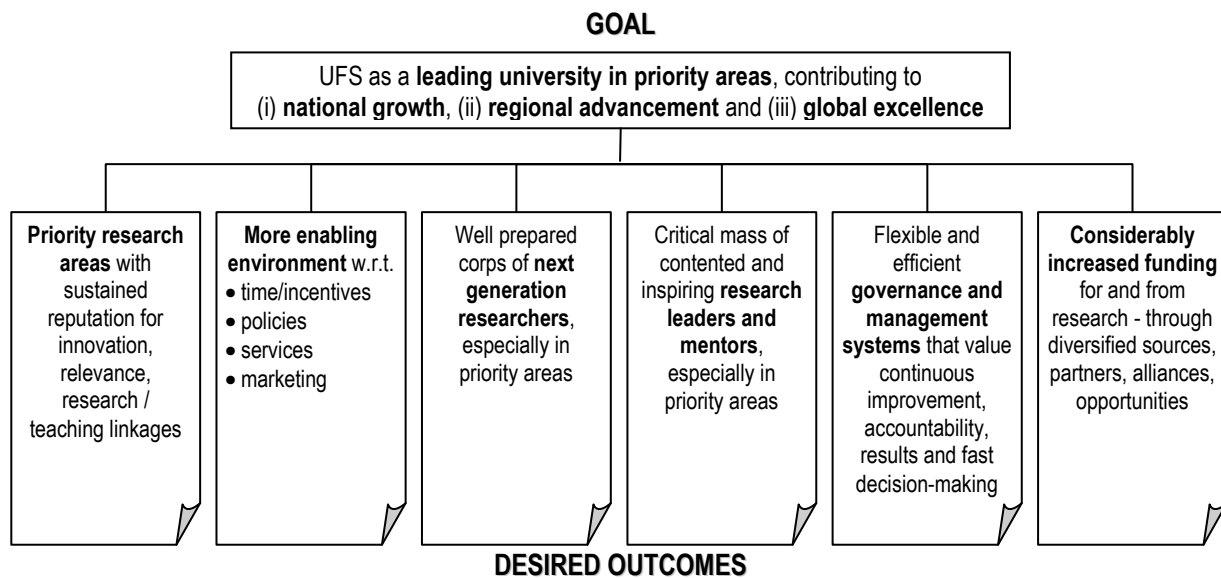 GOAL
UFS as a leading university in priority areas, contributing to
(i) national growth, (ii) regional advancement and (iii) global excellence
Priority research
areas with
sustained
reputation for
innovation,
relevance,
research /
teaching linkages
More enabling
environment w.r.t.
• time/incentives
• policies
• services
• marketing
Well prepared
corps of next
generation
researchers,
especially in
priority areas
Critical mass of
contented and
inspiring research
leaders and
mentors,
especially in
priority areas
Flexible and
efficient
governance and
management
systems that value
continuous
improvement,
accountability,
results and fast
decision-making
Considerably
increased funding
for and from
research - through
diversified sources,
partners, alliances,
opportunities
DESIRED OUTCOMES